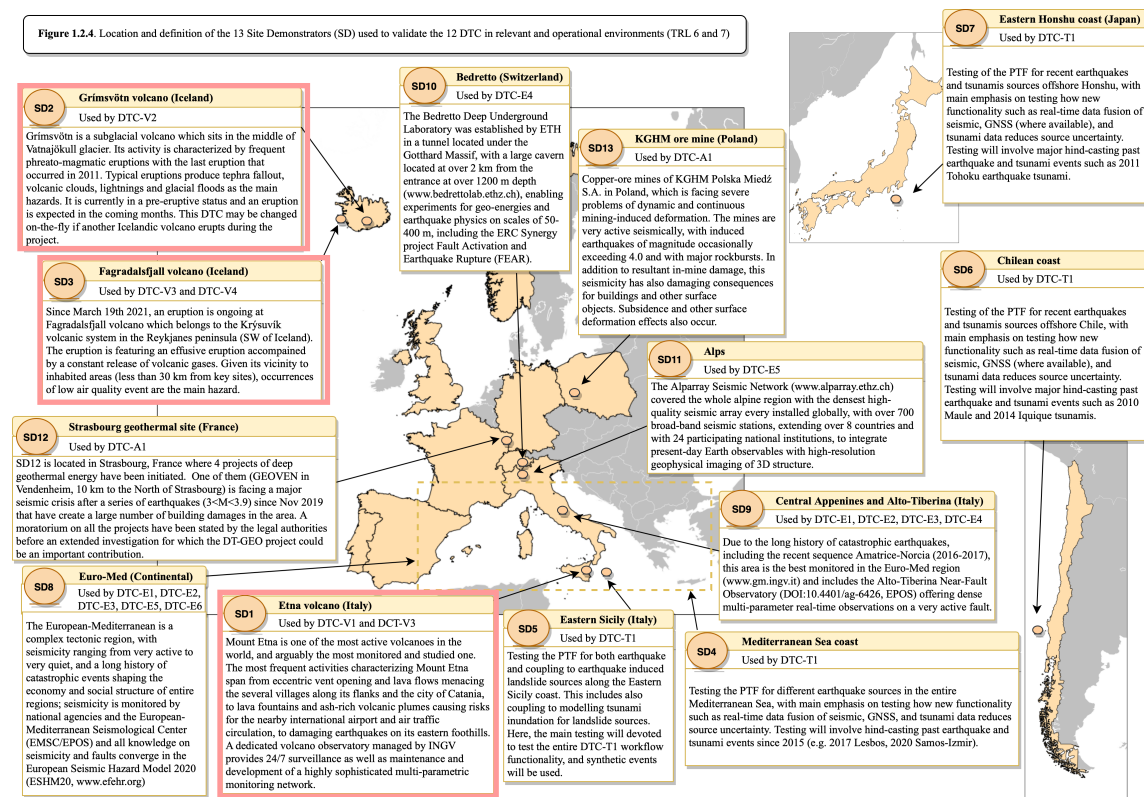 Figure 1.2.4. Location and definition of the 13 Site Demonstrators (SD) used to validate the 12 DTC in relevant and operational environments (TRL 6 and 7)
SD2
Grímsvötn volcano (Iceland)
Used by DTC-V2
Grímsvötn is a subglacial volcano which sits in the middle of
Vatnajökull glacier. Its activity is characterized by frequent
phreato-magmatic eruptions with the last eruption that
occurred in 2011. Typical eruptions produce tephra fallout,
volcanic clouds, lightnings and glacial floods as the main
hazards. It is currently in a pre-eruptive status and an eruption
is expected in the coming months. This DTC may be changed
on-the-fly if another Icelandic volcano erupts during the
project.
SD3
Fagradalsfjall volcano (Iceland)
Used by DTC-V3 and DTC-V4
Since March 19th 2021, an eruption is ongoing at
Fagradalsfjall volcano which belongs to the Krýsuvík
volcanic system in the Reykjanes peninsula (SW of Iceland).
The eruption is featuring an effusive eruption accompained
by a constant release of volcanic gases. Given its vicinity to
inhabited areas (less than 30 km from key sites), occurrences
of low air quality event are the main hazard.
SD12
Strasbourg geothermal site (France)
Used by DTC-A1
SD12 is located in Strasbourg, France where 4 projects of deep
geothermal energy have been initiated. One of them (GEOVEN in
Vendenheim, 10 km to the North of Strasbourg) is facing a major
seismic crisis after a series of earthquakes (3<M<3.9) since Nov 2019
that have create a large number of building damages in the area. A
moratorium on all the projects have been stated by the legal authorities
before an extended investigation for which the DT-GEO project could
be an important contribution.
SD8
Euro-Med (Continental)
Used by DTC-E1, DTC-E2,
DTC-E3, DTC-E5, DTC-E6
The European-Mediterranean is a
complex tectonic region, with
seismicity ranging from very active to
very quiet, and a long history of
catastrophic events shaping the
economy and social structure of entire
regions; seismicity is monitored by
national agencies and the European-
Mediterranean Seismological Center
(EMSC/EPOS) and all knowledge on
seismicity and faults converge in the
European Seismic Hazard Model 2020
(ESHM20, www.efehr.org)
SD1
Etna volcano (Italy)
Used by DTC-V1 and DCT-V3
Mount Etna is one of the most active volcanoes in the
world, and arguably the most monitored and studied one.
The most frequent activities characterizing Mount Etna
span from eccentric vent opening and lava flows menacing
the several villages along its flanks and the city of Catania,
to lava fountains and ash-rich volcanic plumes causing risks
for the nearby international airport and air traffic
circulation, to damaging earthquakes on its eastern foothills.
A dedicated volcano observatory managed by INGV
provides 24/7 surveillance as well as maintenance and
development of a highly sophisticated multi-parametric
monitoring network.
SD10
Bedretto (Switzerland)
Used by DTC-E4
The Bedretto Deep Underground
Laboratory was established by ETH
in a tunnel located under the
Gotthard Massif, with a large cavern
located at over 2 km from the
entrance at over 1200 m depth
(www.bedrettolab.ethz.ch), enabling
experiments for geo-energies and
earthquake physics on scales of 50-
400 m, including the ERC Synergy
project Fault Activation and
Earthquake Rupture (FEAR).
SD13
KGHM ore mine (Poland)
Used by DTC-A1
Copper-ore mines of KGHM Polska Miedź
S.A. in Poland, which is facing severe
problems of dynamic and continuous
mining-induced deformation. The mines are
very active seismically, with induced
earthquakes of magnitude occasionally
exceeding 4.0 and with major rockbursts. In
addition to resultant in-mine damage, this
seismicity has also damaging consequences
for buildings and other surface
objects. Subsidence and other surface
deformation effects also occur.
SD11
Alps
Used by DTC-E5
The Alparray Seismic Network (www.alparray.ethz.ch)
covered the whole alpine region with the densest high-
quality seismic array every installed globally, with over 700
broad-band seismic stations, extending over 8 countries and
with 24 participating national institutions, to integrate
present-day Earth observables with high-resolution
geophysical imaging of 3D structure.
SD9
Central Appenines and Alto-Tiberina (Italy)
Used by DTC-E1, DTC-E2, DTC-E3, DTC-E4
Due to the long history of catastrophic earthquakes,
including the recent sequence Amatrice-Norcia (2016-2017),
this area is the best monitored in the Euro-Med region
(www.gm.ingv.it) and includes the Alto-Tiberina Near-Fault
Observatory (DOI:10.4401/ag-6426, EPOS) offering dense
multi-parameter real-time observations on a very active fault.
SD5
Eastern Sicily (Italy)
Used by DTC-T1
Testing the PTF for both earthquake
and coupling to earthquake induced
landslide sources along the Eastern
Sicily coast. This includes also
coupling to modelling tsunami
inundation for landslide sources.
Here, the main testing will devoted
to test the entire DTC-T1 workflow
functionality, and synthetic events
will be used.
SD4
Mediterranean Sea coast
Used by DTC-T1
Testing the PTF for different earthquake sources in the entire
Mediterranean Sea, with main emphasis on testing how new functionality
such as real-time data fusion of seismic, GNSS, and tsunami data reduces
source uncertainty. Testing will involve hind-casting past earthquake and
tsunami events since 2015 (e.g. 2017 Lesbos, 2020 Samos-Izmir).
SD7
Eastern Honshu coast (Japan)
Used by DTC-T1
Testing of the PTF for recent earthquakes
and tsunamis sources offshore Honshu, with
main emphasis on testing how new
functionality such as real-time data fusion of
seismic, GNSS (where available), and
tsunami data reduces source uncertainty.
Testing will involve major hind-casting past
earthquake and tsunami events such as 2011
Tohoku earthquake tsunami.
SD6
Chilean coast
Used by DTC-T1
Testing of the PTF for recent earthquakes
and tsunamis sources offshore Chile, with
main emphasis on testing how new
functionality such as real-time data fusion of
seismic, GNSS (where available), and
tsunami data reduces source uncertainty.
Testing will involve major hind-casting past
earthquake and tsunami events such as 2010
Maule and 2014 Iquique tsunamis.